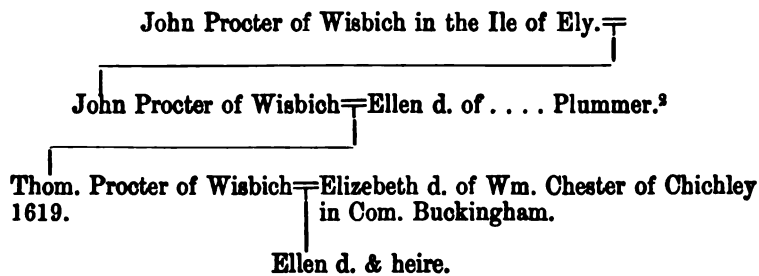 John Procter of Wisbich in the Ile of Ely.
John Procter of Wisbich Ellen d. of . . . . Plummer.²
Thom. Procter of Wisbich Elizebeth d. of Wm. Chester of Chichley
1619. in Com. Buckingham.
Ellen d. & heire.